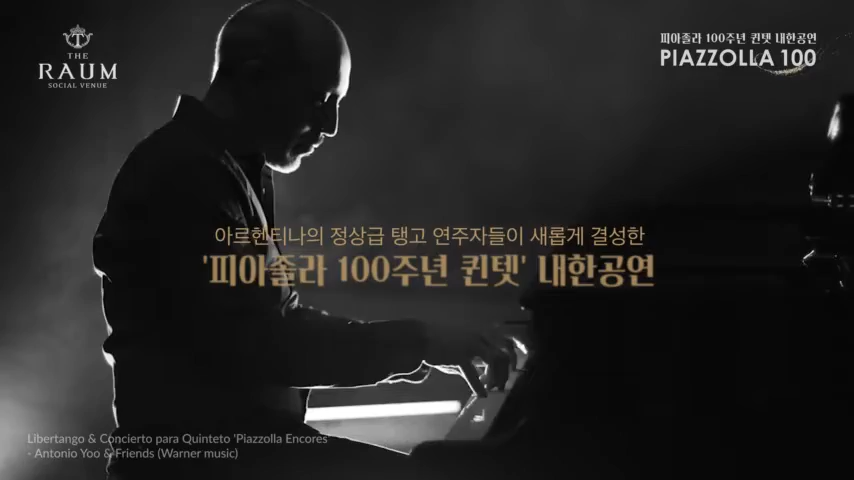 THE
RAUM
SOCIAL VENUE
피아졸라 100주년 퀸텟 내한공연
PIAZZOLLA 100
아르헨티나의 정상급 탱고 연주자들이 새롭게 결성한
'피아졸라 100주년 퀸텟' 내한공연
Libertango & Concierto para Quinteto 'Piazzolla Encores'
- Antonio Yoo & Friends (Warner music)